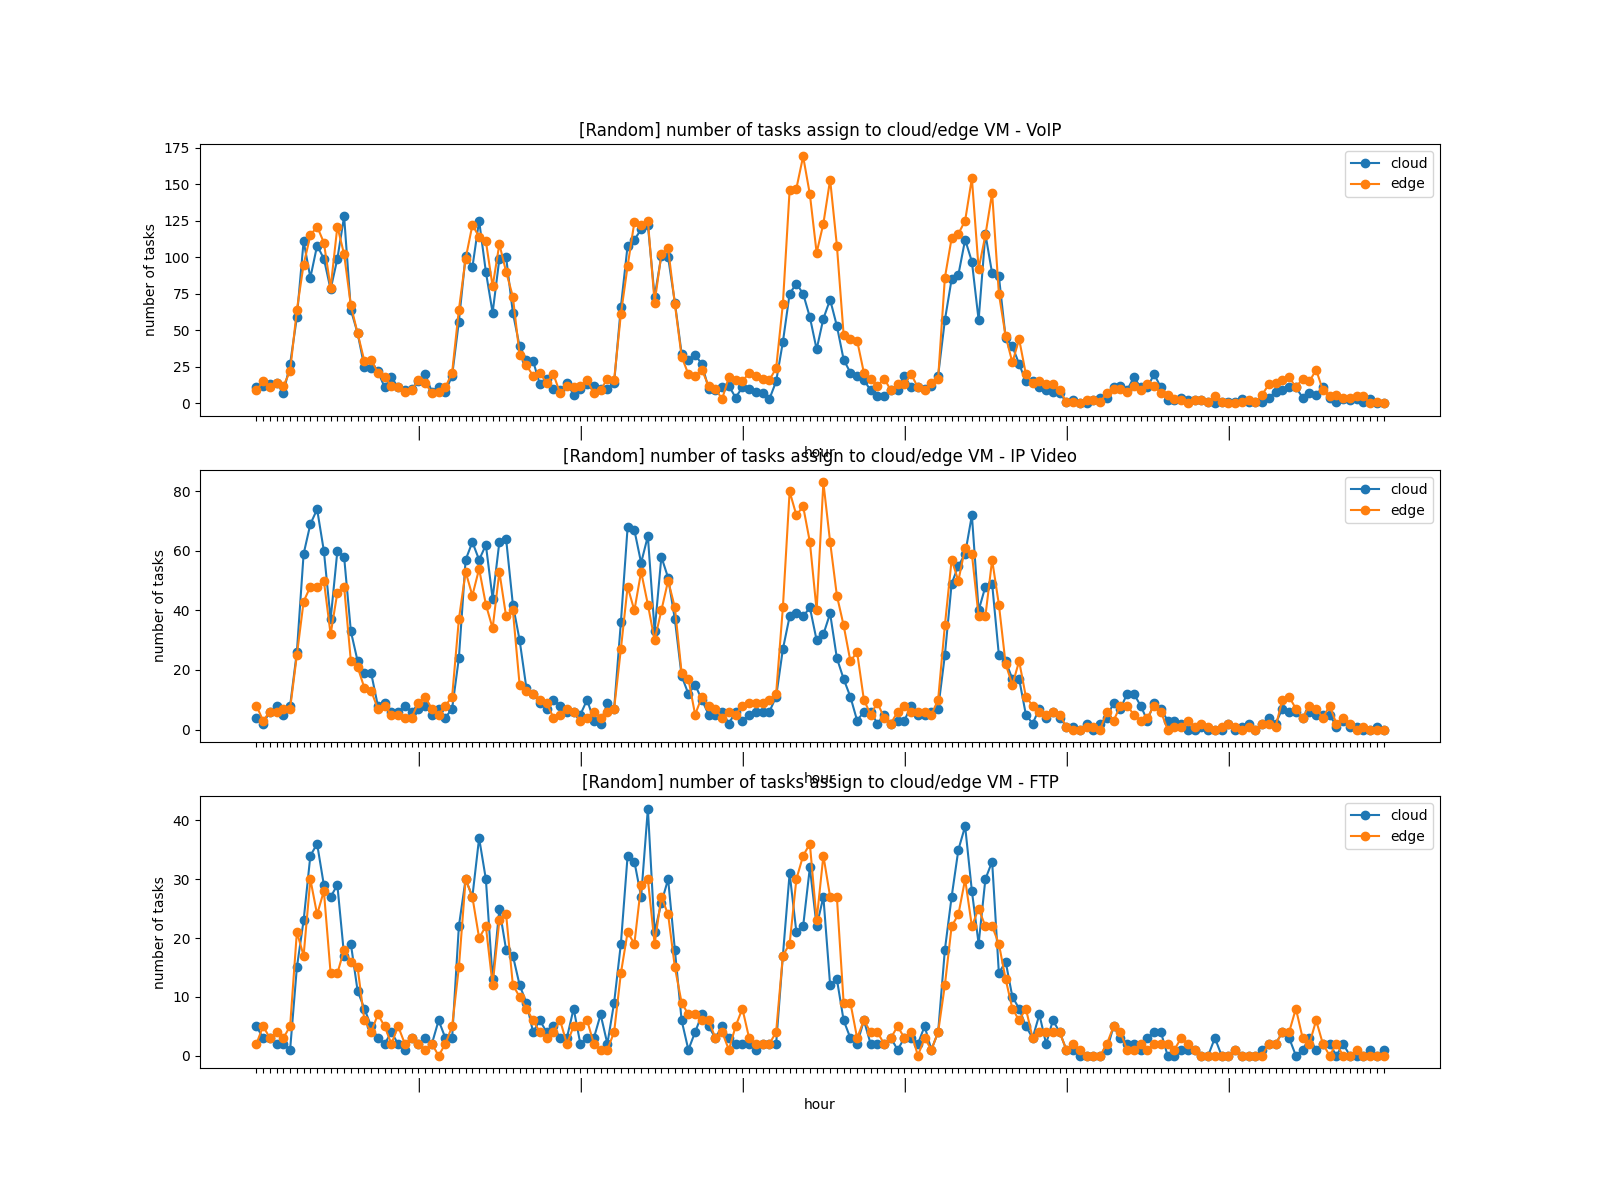 [Random] number of tasks assign to cloud/edge VM - VoIP
175
150
125
100
75
50
25
0
number of tasks
cloud
edge
|
|
|
|
|
|
hour
[Random] number of tasks assign to cloud/edge VM - IP Video
80
60
40
20
0
number of tasks
cloud
edge
|
|
|
|
|
|
hour
[Random] number of tasks assign to cloud/edge VM - FTP
40
30
20
10
0
number of tasks
cloud
edge
|
|
|
|
|
|
hour